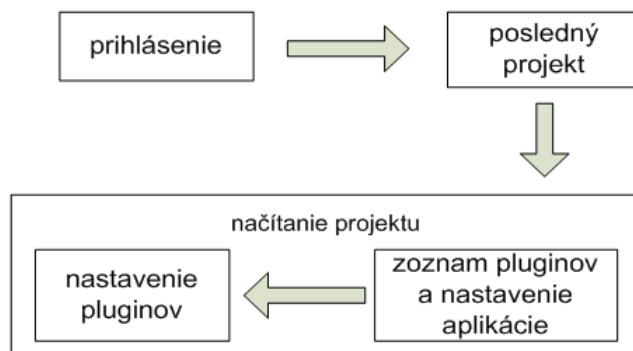 prihlásenie
posledný
projekt
načítanie projektu
nastavenie
pluginov
zoznam pluginov
a nastavenie
aplikácie